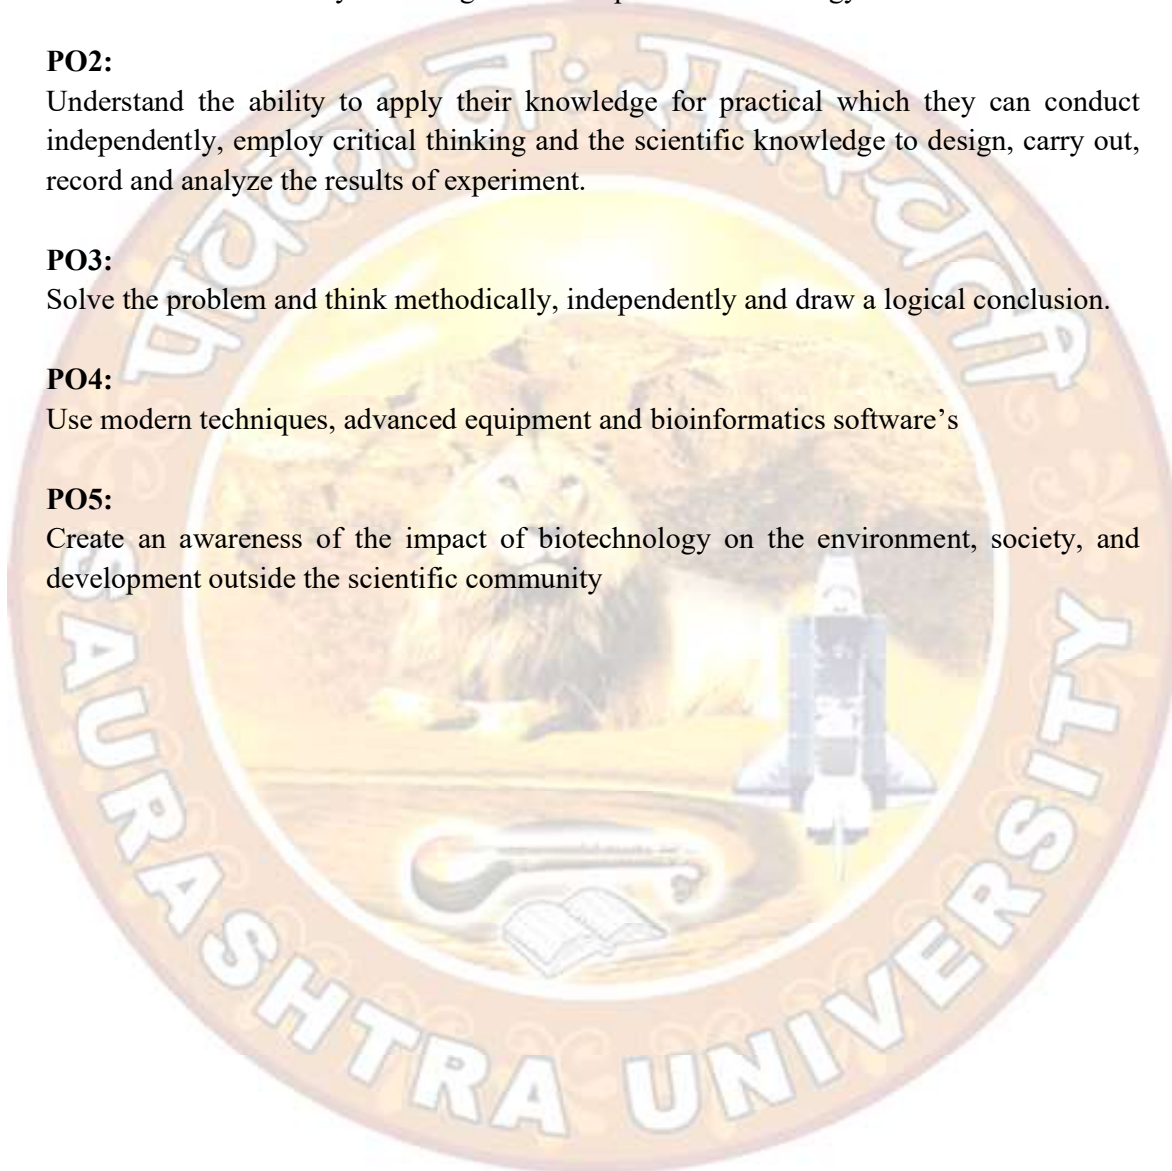 PO2:
Understand the ability to apply their knowledge for practical which they can conduct
independently, employ critical thinking and the scientific knowledge to design, carry out,
record and analyze the results of experiment.
PO3:
Solve the problem and think methodically, independently and draw a logical conclusion.
PO4:
Use modern techniques, advanced equipment and bioinformatics software’s
PO5:
Create an awareness of the impact of biotechnology on the environment, society, and
development outside the scientific community
SAURASHTRA UNIVERSITY